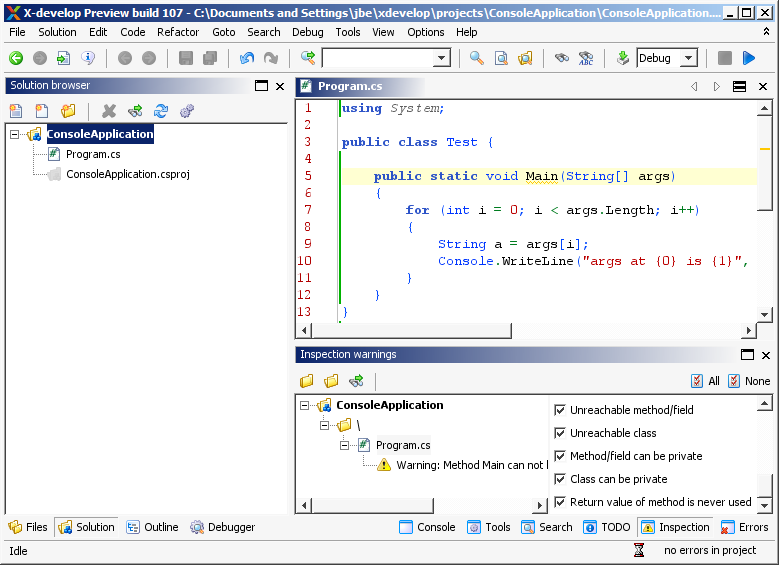 X-develop Preview build 107 - C:\Documents and Settings\jbe\xdevelop\projects\ConsoleApplication\ConsoleApplication....
File Solution Edit Code Refactor Goto Search Debug Tools View Options Help
Debug
Solution browser
ConsoleApplication
Program.cs
ConsoleApplication.csproj
Program.cs
1 using System;
2
3 public class Test {
4
5 public static void Main(String[] args)
6 {
7 for (int i = 0; i < args.Length; i++)
8 {
9 String a = args[i];
10 Console.WriteLine("args at {0} is {1}",
11 }
12 }
13 }
Inspection warnings
All None
ConsoleApplication
\
Program.cs
Warning: Method Main can not
Unreachable method/field
Unreachable class
Method/field can be private
Class can be private
Return value of method is never used
Files Solution Outline Debugger
Console Tools Search TODO Inspection Errors
Idle
no errors in project